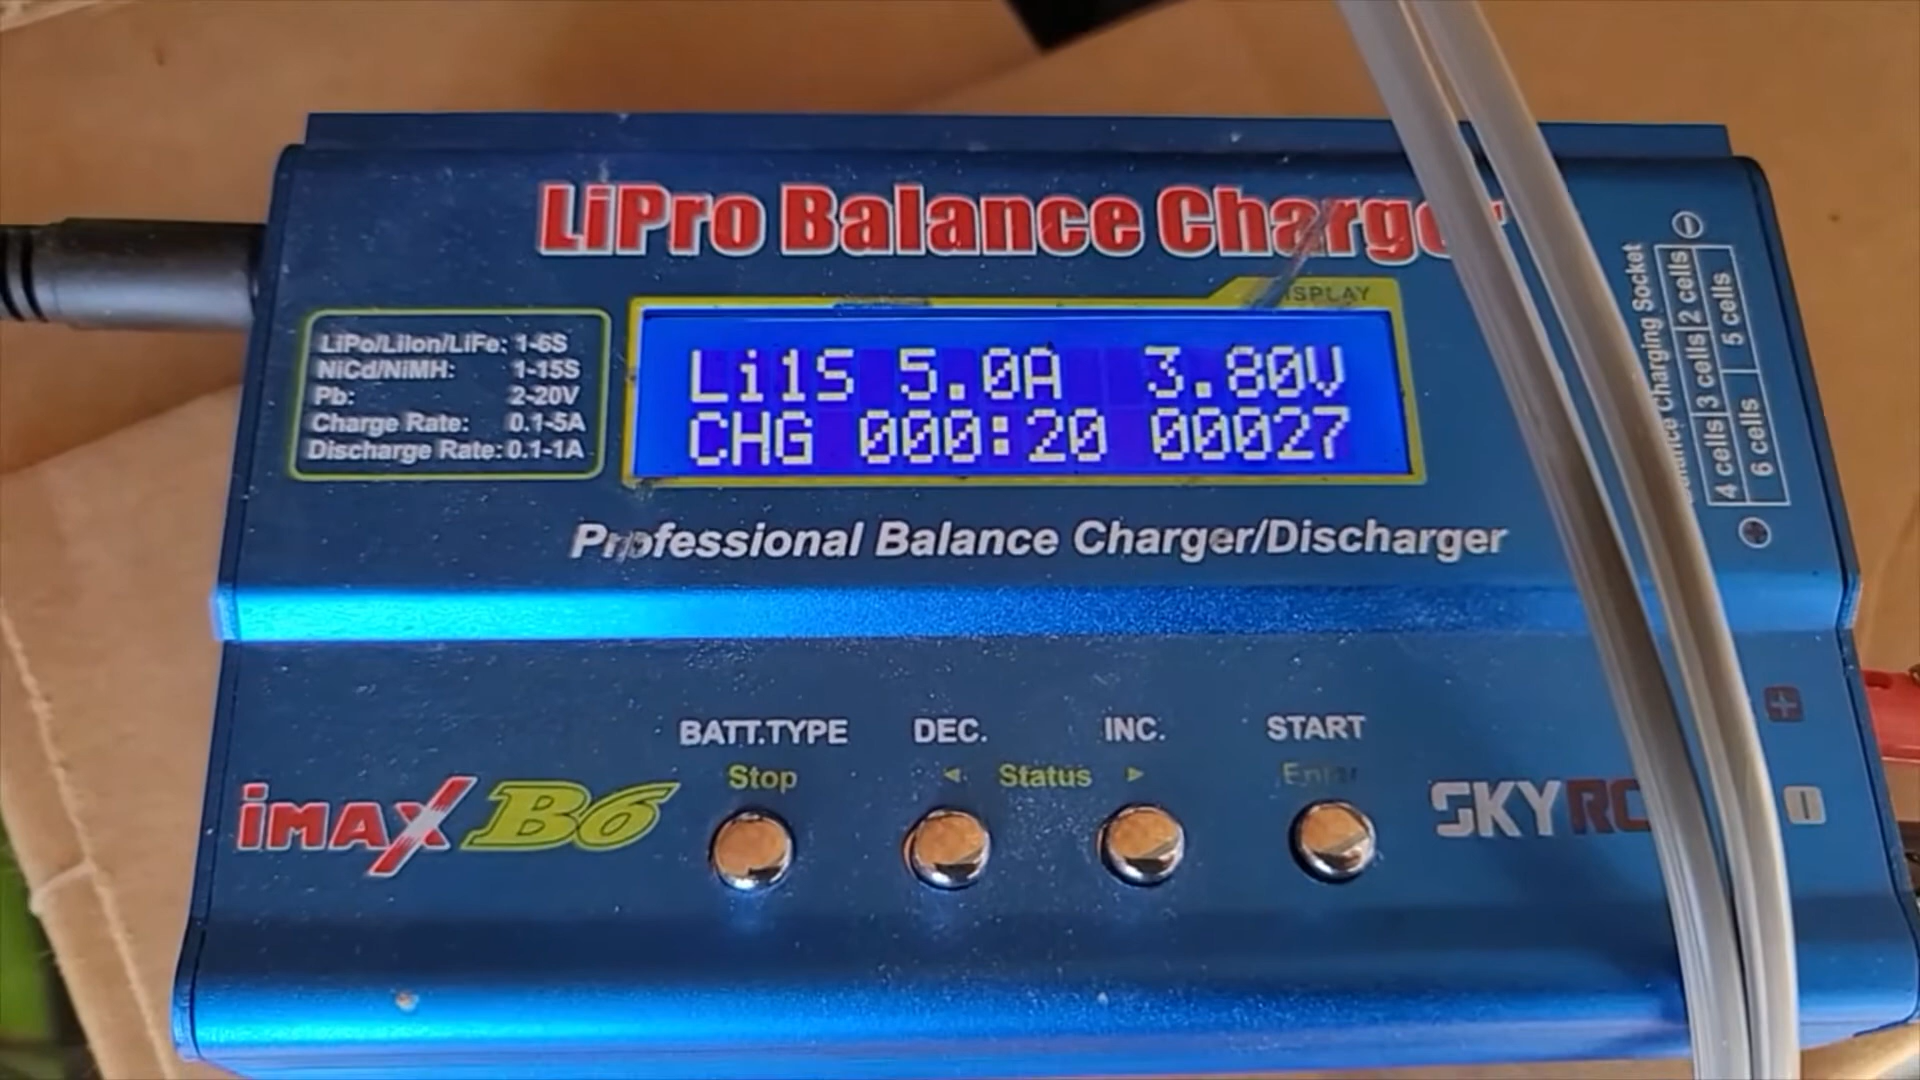 LiPro Balance Charger
DISPLAY
LiPo/LiIon/LiFe: 1-6S
NiCd/NiMH: 1-15S
Pb: 2-20V
Charge Rate: 0.1-5A
Discharge Rate: 0.1-1A
Li1S 5.0A 3.80V
CHG 000:20 00027
Professional Balance Charger/Discharger
Balance Charging Socket
4 cells 3 cells 2 cells
6 cells 5 cells
BATT.TYPE DEC. INC. START
Stop ◄ Status ► Enter
iMAX B6
SKYRC
+
-